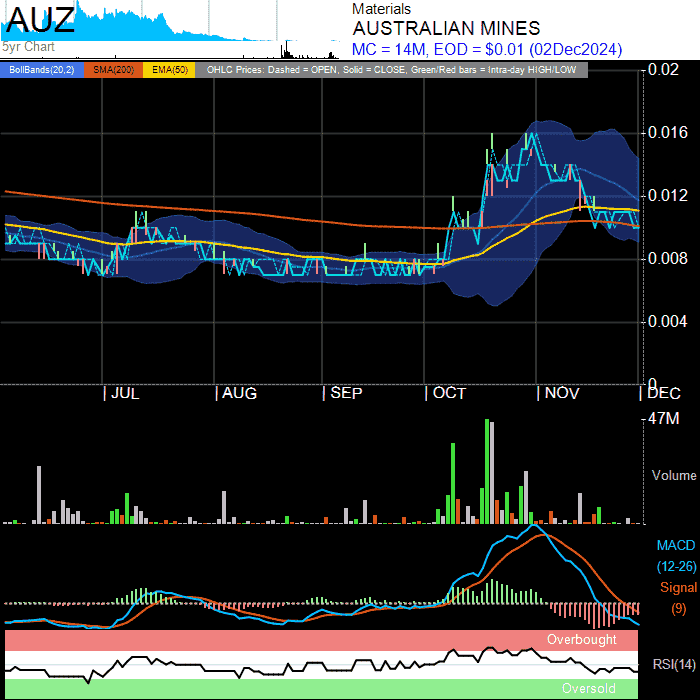 AUZ
5yr Chart
Materials
AUSTRALIAN MINES
MC = 14M, EOD = $0.01 (02Dec2024)
BollBands(20,2) SMA(200) EMA(50) OHLC Prices: Dashed = OPEN, Solid = CLOSE, Green/Red bars = Intra-day HIGH/LOW
0.02
0.016
0.012
0.008
0.004
0
JUL AUG SEP OCT NOV DEC
47M
Volume
MACD
(12-26)
Signal
(9)
Overbought
RSI(14)
Oversold